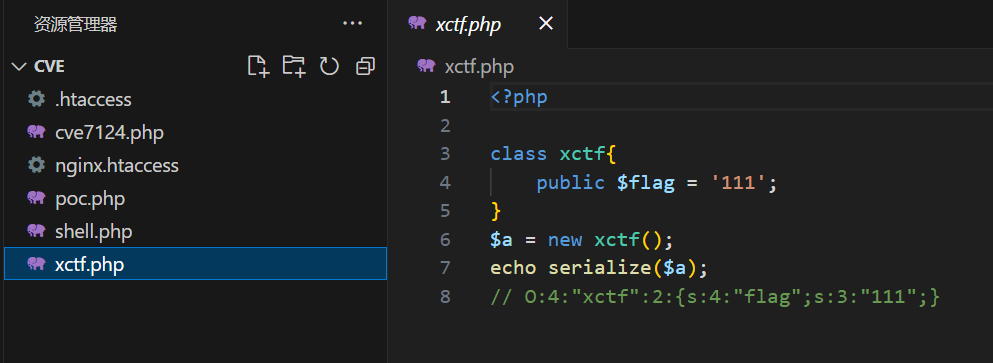 资源管理器
CVE
.htaccess
cve7124.php
nginx.htaccess
poc.php
shell.php
xctf.php
xctf.php
xctf.php
1 <?php
2
3 class xctf{
4     public $flag = '111';
5 }
6 $a = new xctf();
7 echo serialize($a);
8 // O:4:"xctf":2:{s:4:"flag";s:3:"111";}